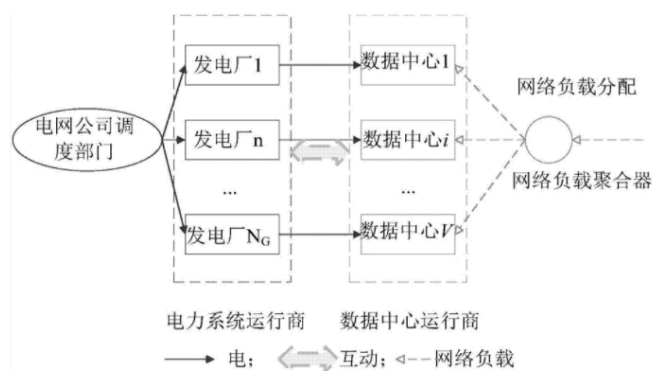 发电厂1
数据中心1
网络负载分配
电网公司调
度部门
发电厂n
数据中心i
...
...
网络负载聚合器
发电厂NG
数据中心V
电力系统运行商
数据中心运行商
电;
互动;
网络负载